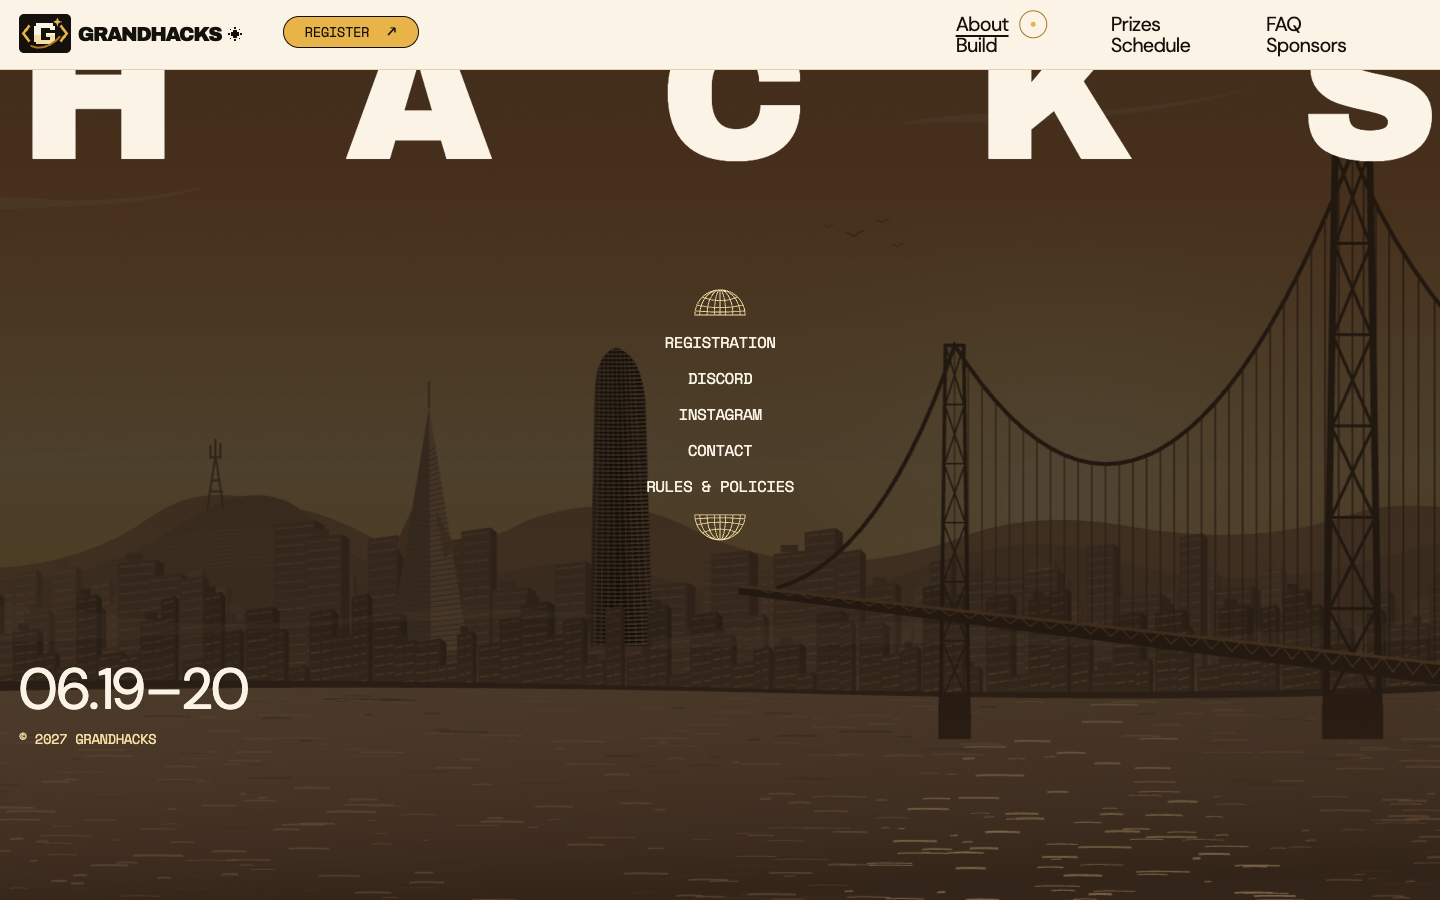 G GRANDHACKS
REGISTER ↗
About Prizes FAQ
Build Schedule Sponsors
HACKS
REGISTRATION
DISCORD
INSTAGRAM
CONTACT
RULES & POLICIES
06.19—20
© 2027 GRANDHACKS